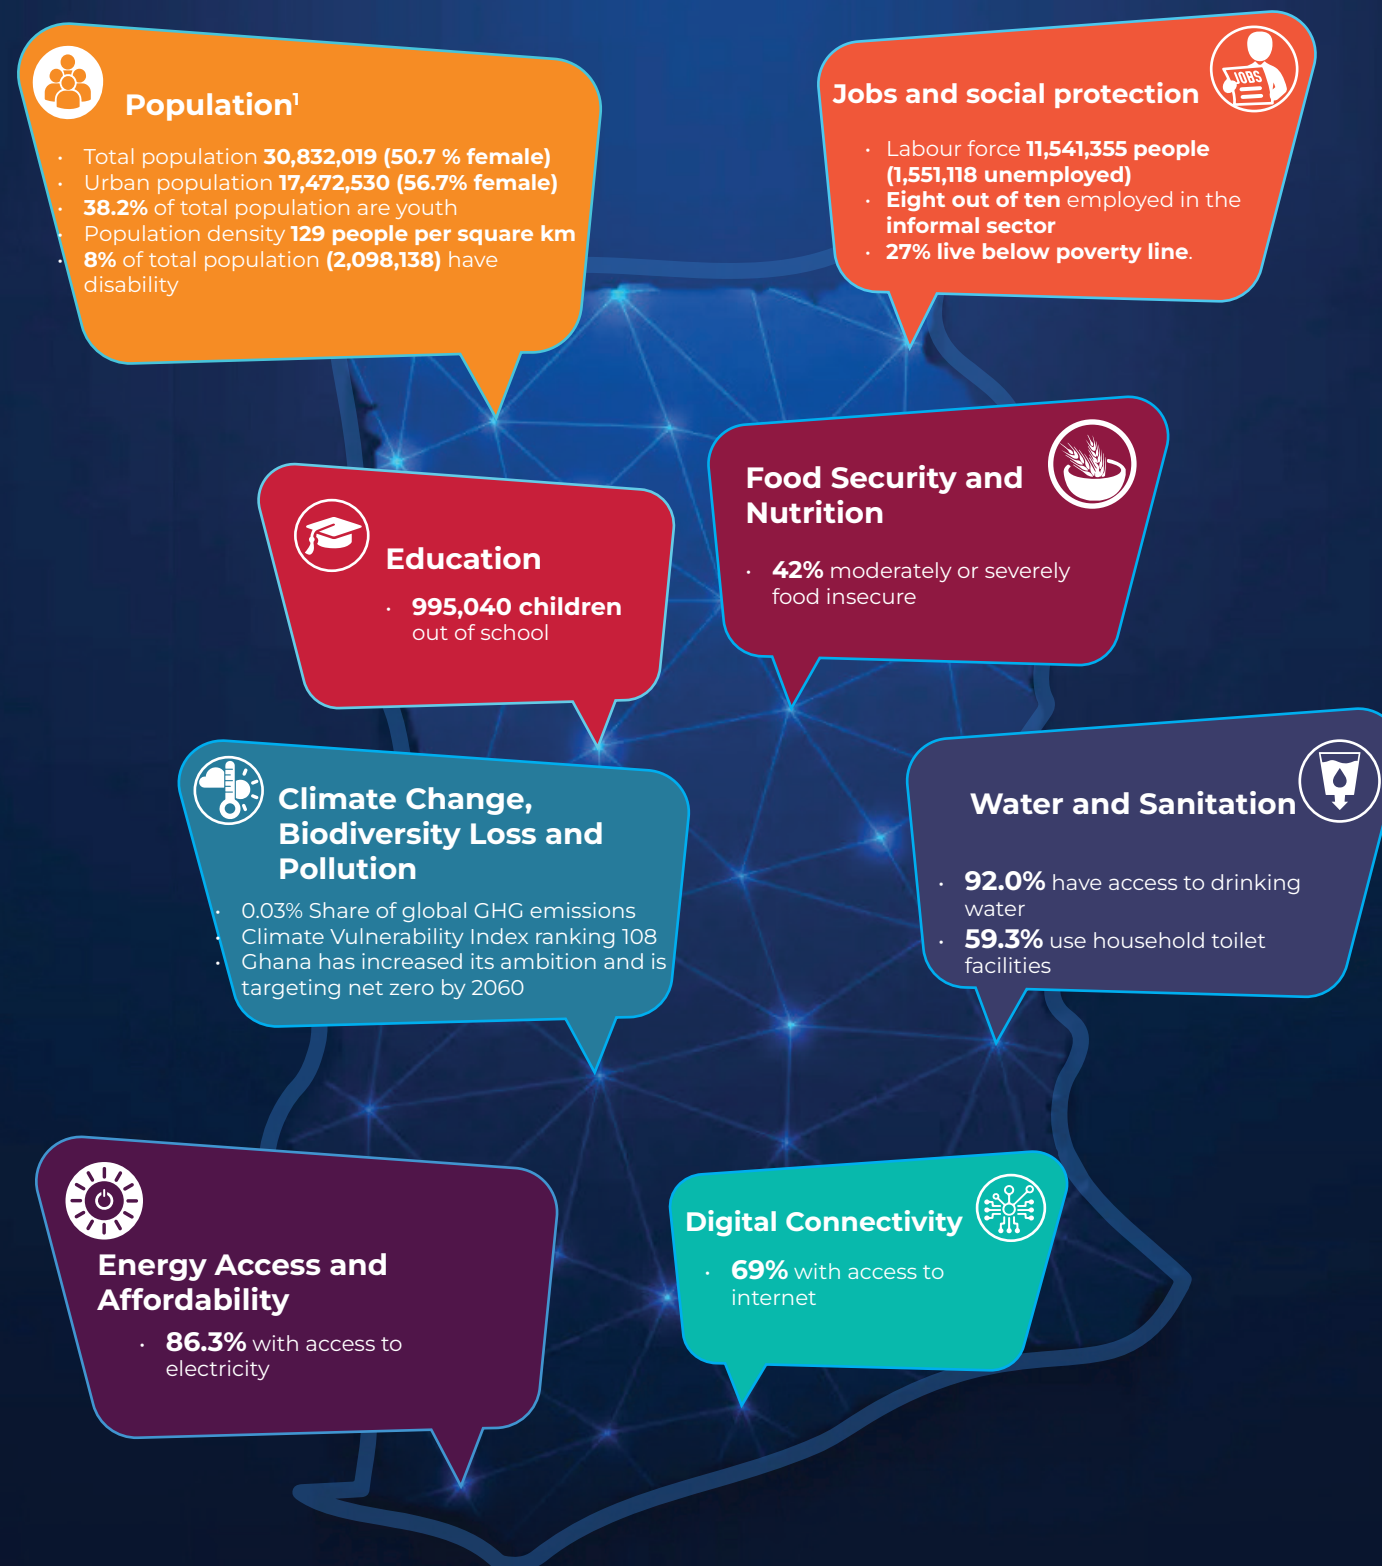 Population1
• Total population 30,832,019 (50.7 % female)
• Urban population 17,472,530 (56.7% female)
• 38.2% of total population are youth
• Population density 129 people per square km
• 8% of total population (2,098,138) have
disability
Jobs and social protection
JOBS
• Labour force 11,541,355 people
(1,551,118 unemployed)
• Eight out of ten employed in the
informal sector
• 27% live below poverty line.
Food Security and
Nutrition
• 42% moderately or severely
food insecure
Education
• 995,040 children
out of school
Climate Change,
Biodiversity Loss and
Pollution
• 0.03% Share of global GHG emissions
• Climate Vulnerability Index ranking 108
• Ghana has increased its ambition and is
targeting net zero by 2060
Water and Sanitation
• 92.0% have access to drinking
water
• 59.3% use household toilet
facilities
Energy Access and
Affordability
• 86.3% with access to
electricity
Digital Connectivity
• 69% with access to
internet